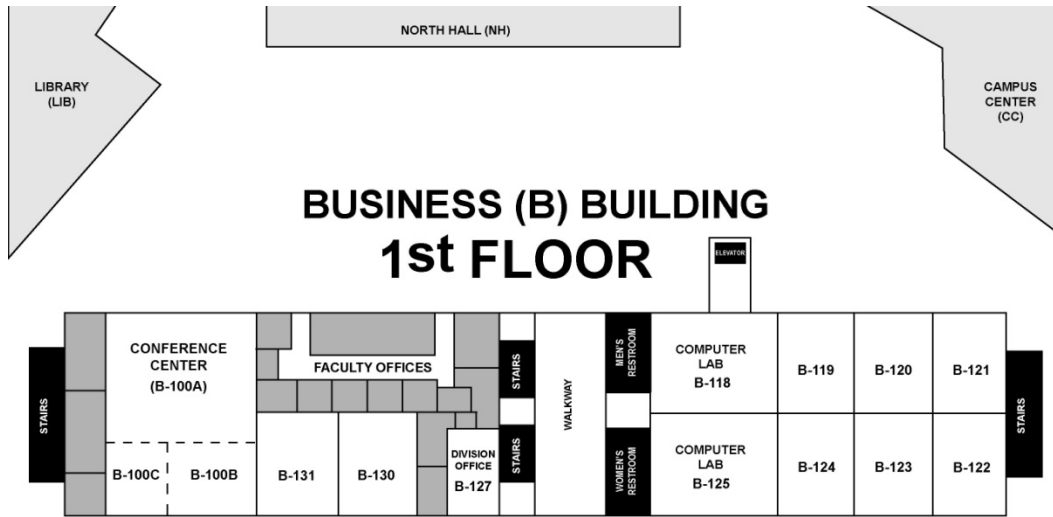 NORTH HALL (NH)
LIBRARY
(LIB)
CAMPUS
CENTER
(CC)
BUSINESS (B) BUILDING
1st FLOOR
ELEVATOR
STAIRS
CONFERENCE
CENTER
(B-100A)
B-100C
B-100B
FACULTY OFFICES
B-131
B-130
DIVISION
OFFICE
B-127
STAIRS
STAIRS
WALKWAY
MEN'S
RESTROOM
WOMEN'S
RESTROOM
COMPUTER
LAB
B-118
B-119
B-120
B-121
COMPUTER
LAB
B-125
B-124
B-123
B-122
STAIRS